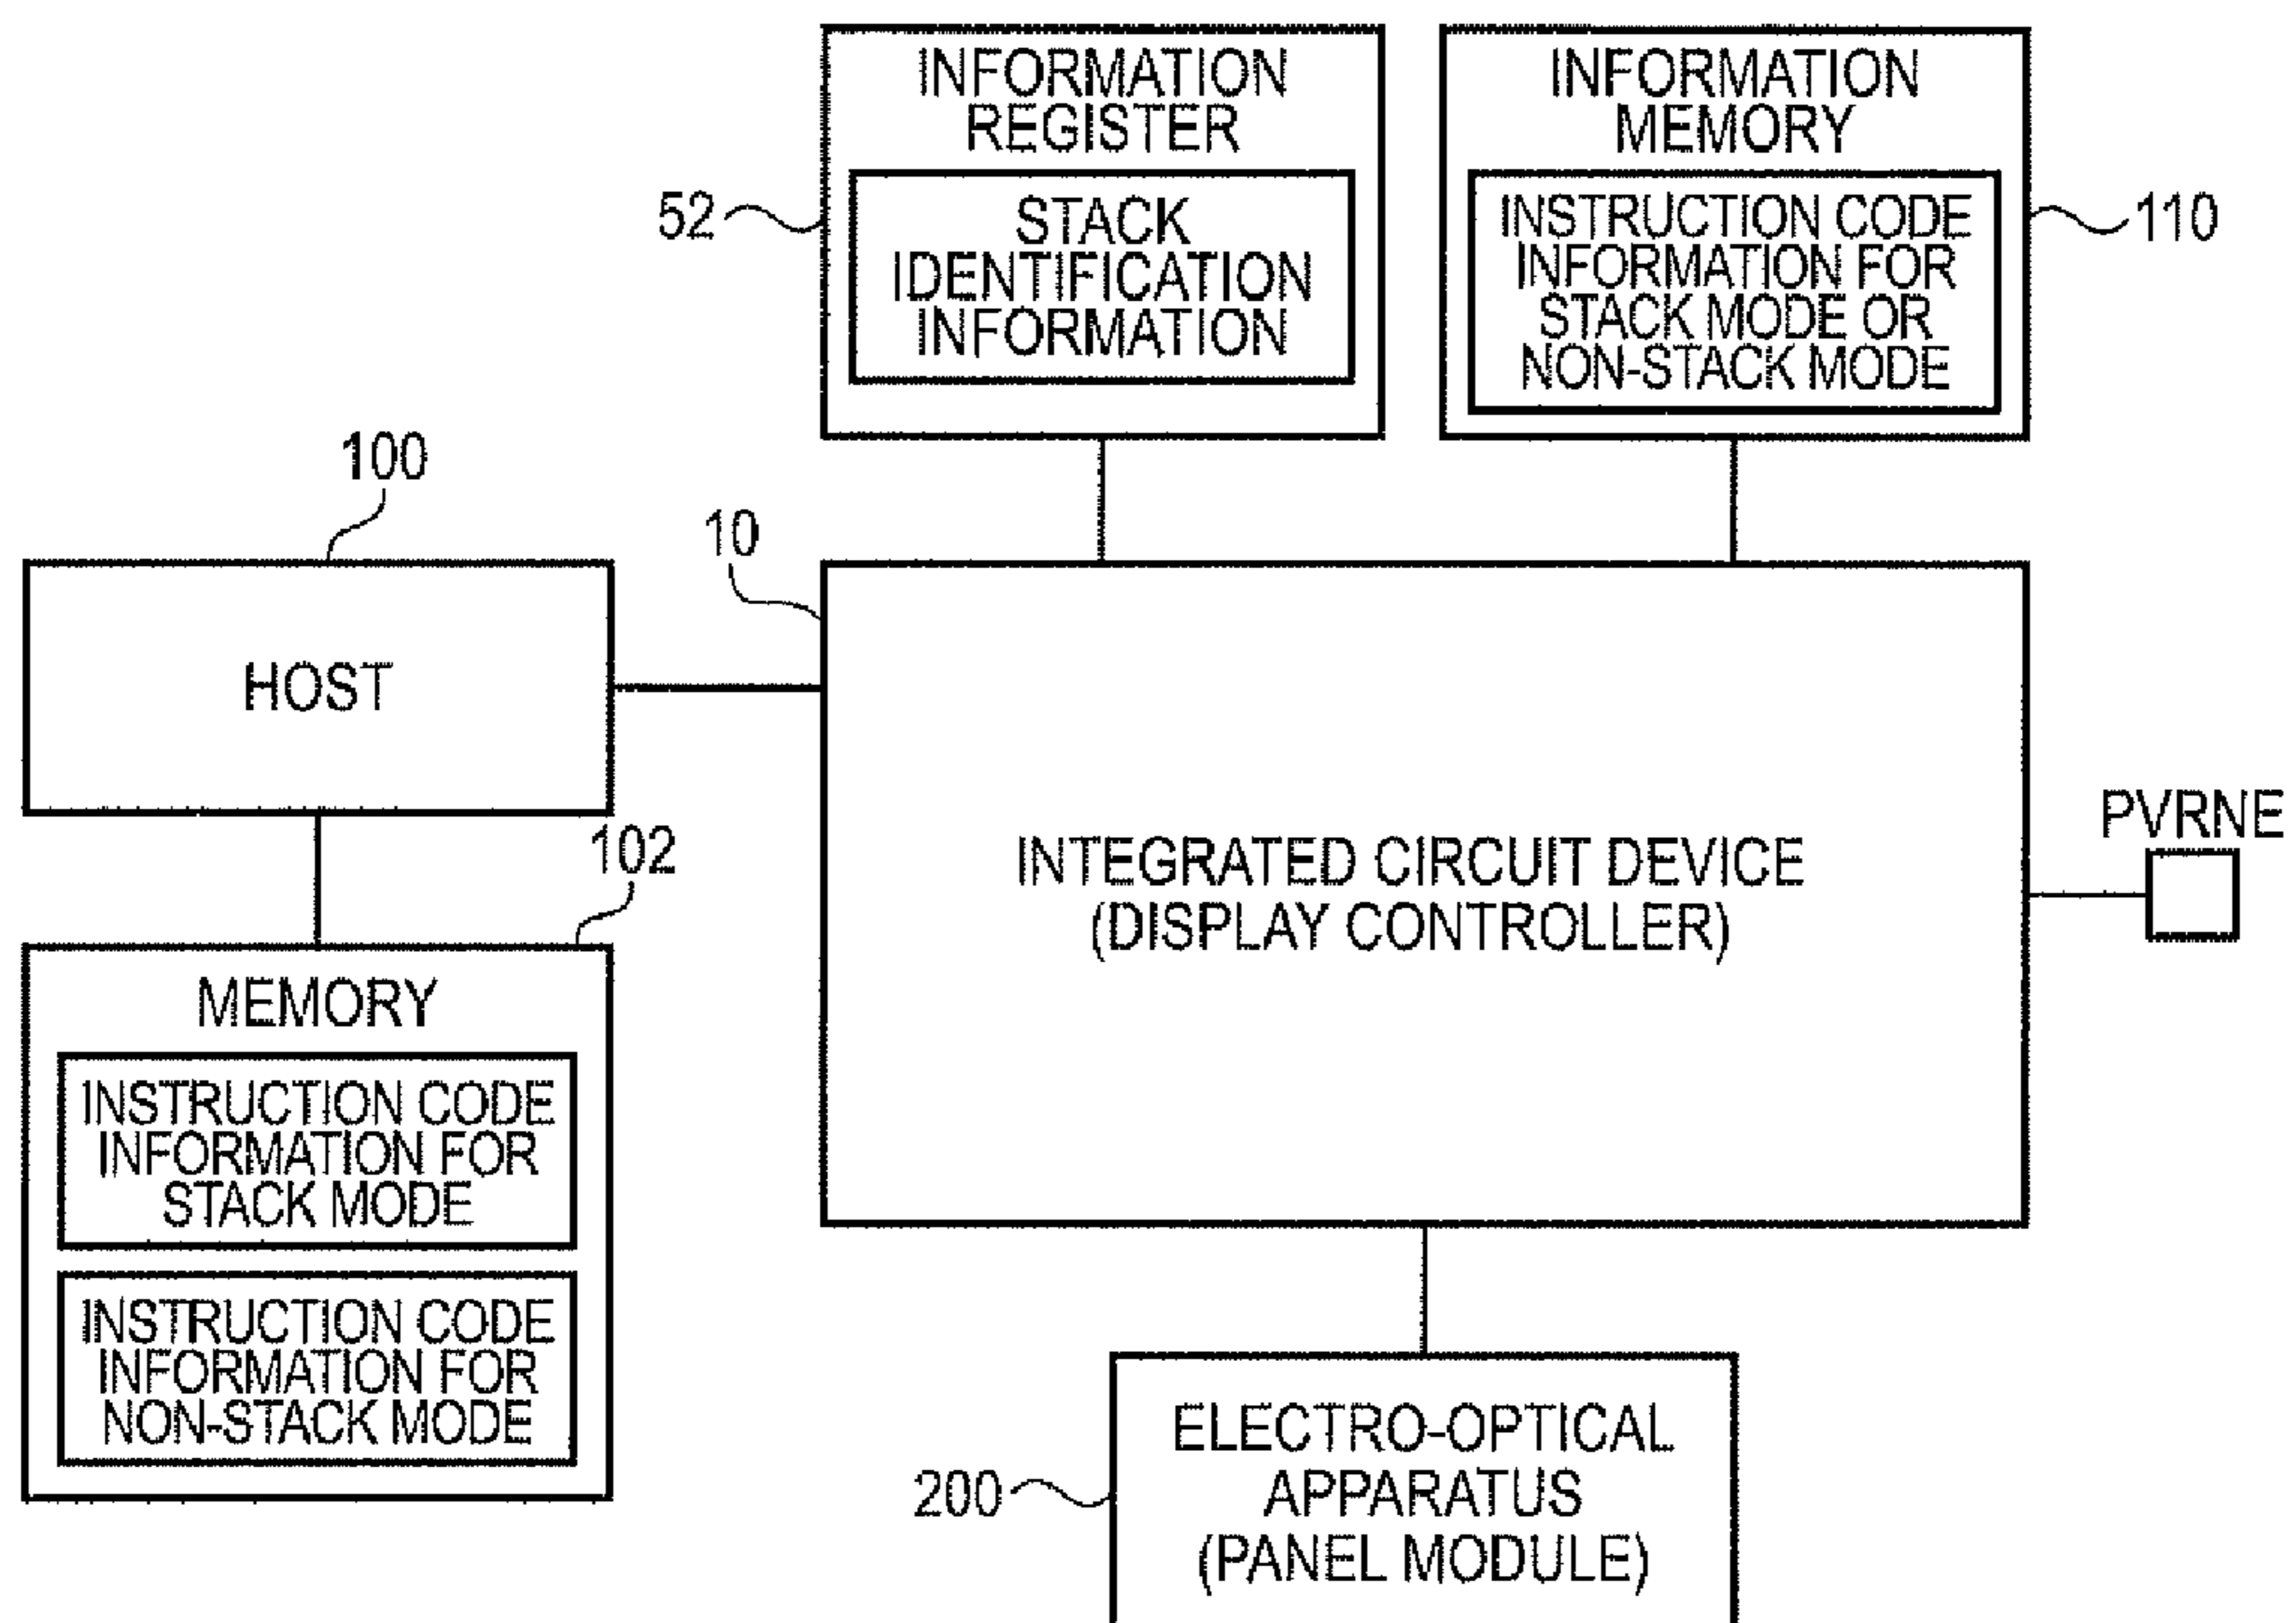 INFORMATION
REGISTER
52
STACK
IDENTIFICATION
INFORMATION
INFORMATION
MEMORY
INSTRUCTION CODE
INFORMATION FOR
STACK MODE OR
NON-STACK MODE
110
100
HOST
10
INTEGRATED CIRCUIT DEVICE
(DISPLAY CONTROLLER)
PVRNE
102
MEMORY
INSTRUCTION CODE
INFORMATION FOR
STACK MODE
INSTRUCTION CODE
INFORMATION FOR
NON-STACK MODE
200
ELECTRO-OPTICAL
APPARATUS
(PANEL MODULE)